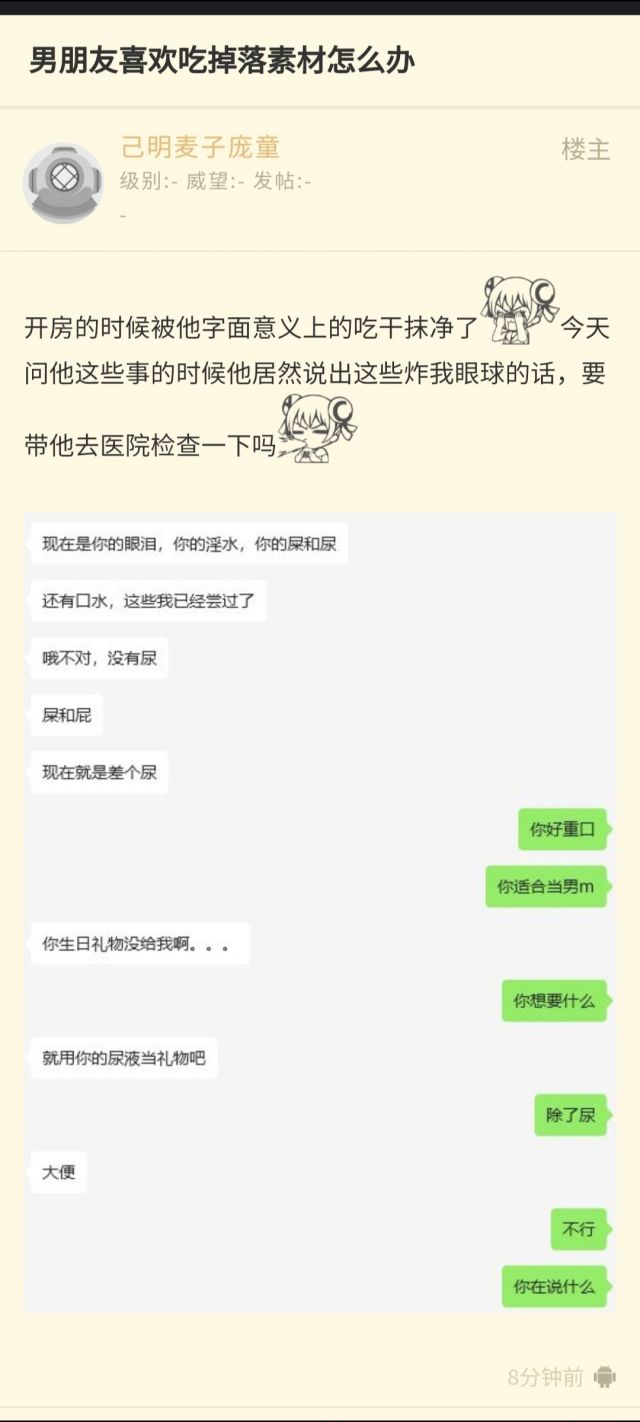 男朋友喜欢吃掉落素材怎么办
己明麦子庞童
楼主
级别:- 威望:- 发帖:-
-
开房的时候被他字面意义上的吃干抹净了 今天
问他这些事的时候他居然说出这些炸我眼球的话，要
带他去医院检查一下吗
现在是你的眼泪，你的淫水，你的屎和尿
还有口水，这些我已经尝过了
哦不对，没有尿
屎和屁
现在就是差个尿
你好重口
你适合当男m
你生日礼物没给我啊。。。
你想要什么
就用你的尿液当礼物吧
除了尿
大便
不行
你在说什么
8分钟前